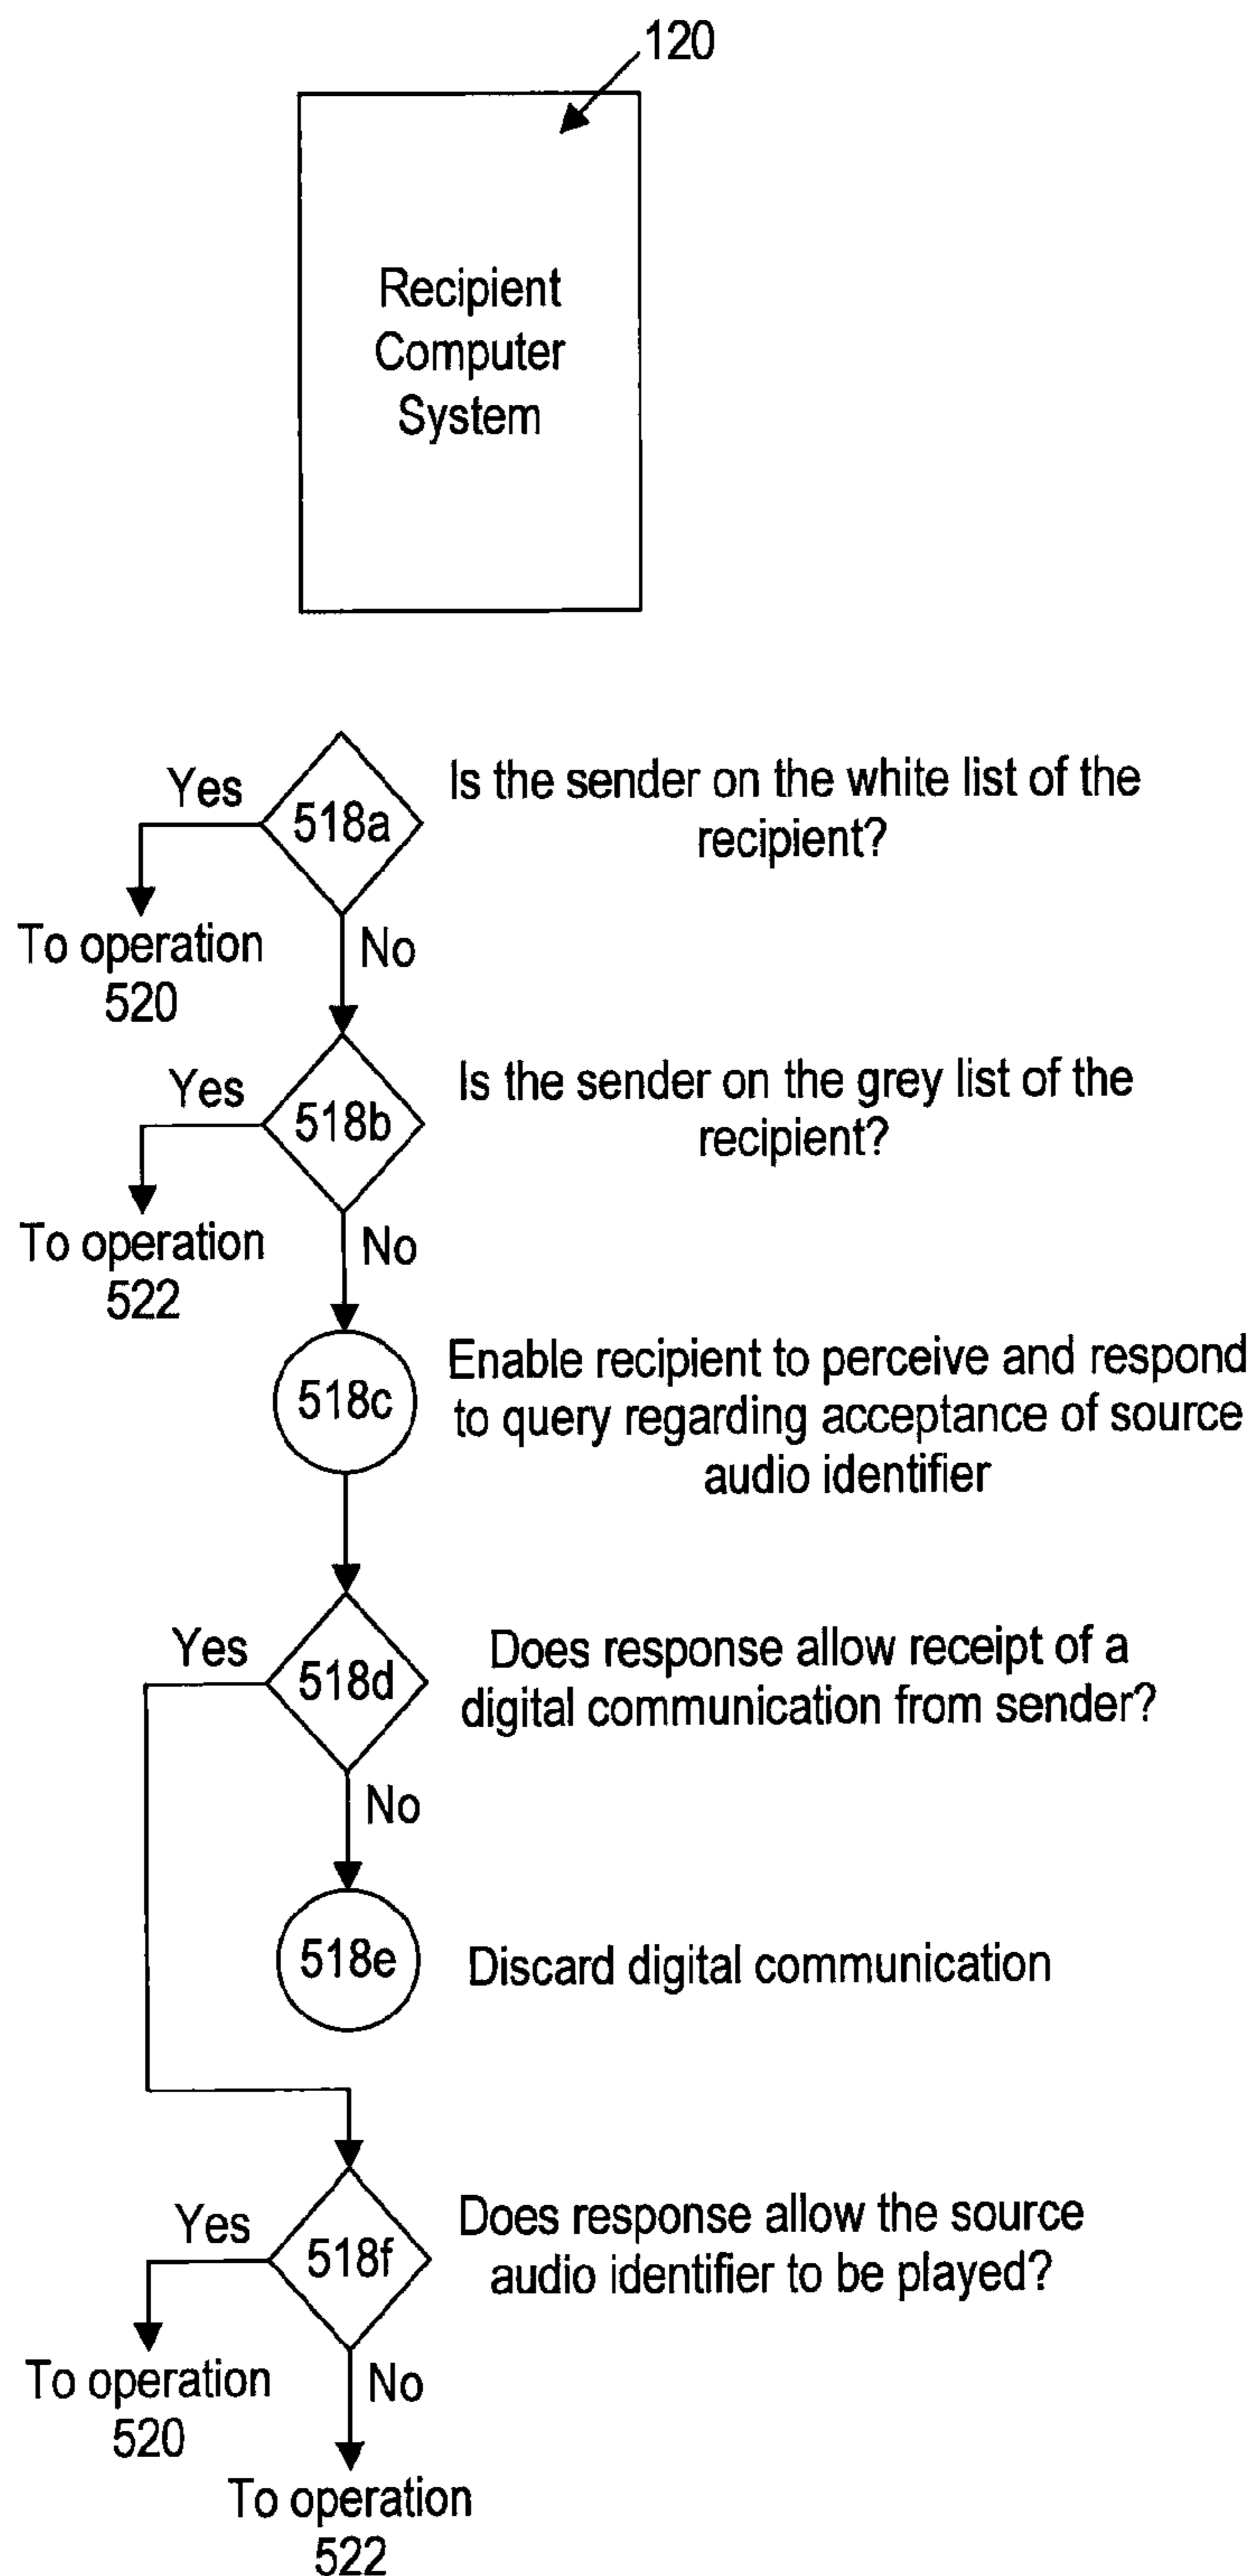 120
Recipient
Computer
System
Yes
518a
Is the sender on the white list of the
recipient?
To operation
520
No
Yes
518b
Is the sender on the grey list of the
recipient?
To operation
522
No
518c
Enable recipient to perceive and respond
to query regarding acceptance of source
audio identifier
Yes
518d
Does response allow receipt of a
digital communication from sender?
No
518e
Discard digital communication
Yes
518f
Does response allow the source
audio identifier to be played?
To operation
520
No
To operation
522